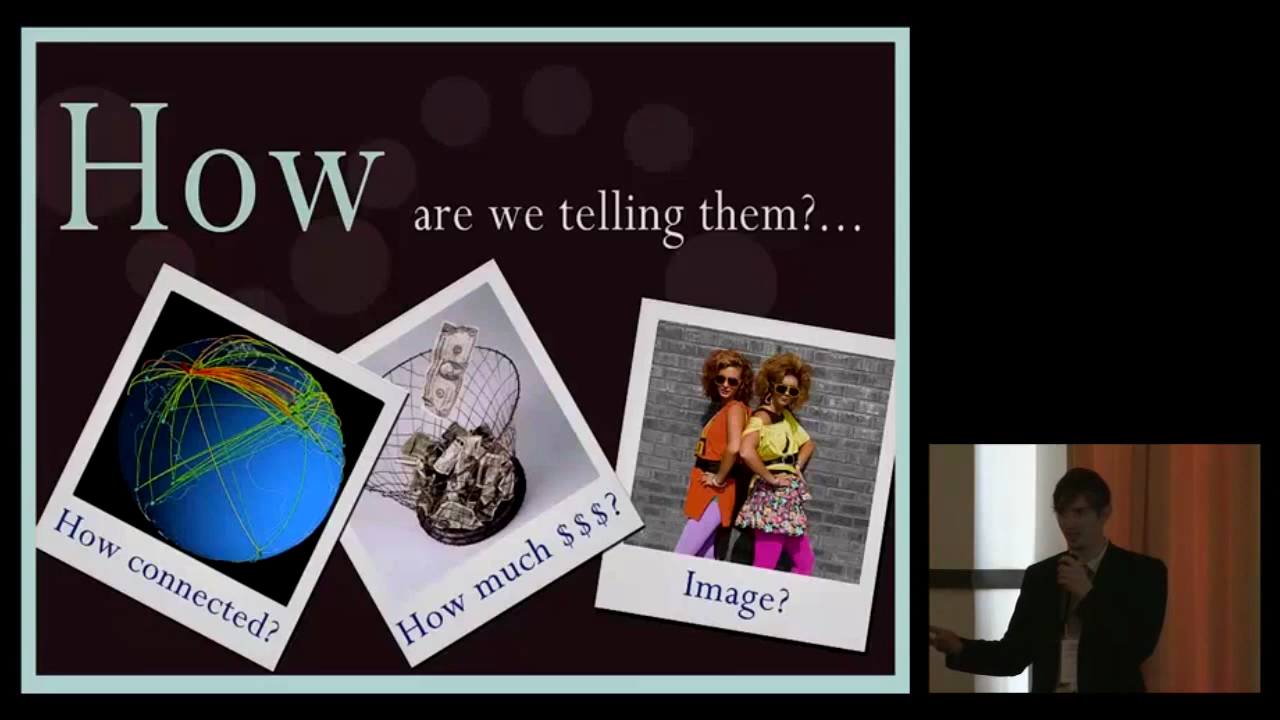 How are we telling them?...
How connected?
How much $$$?
Image?